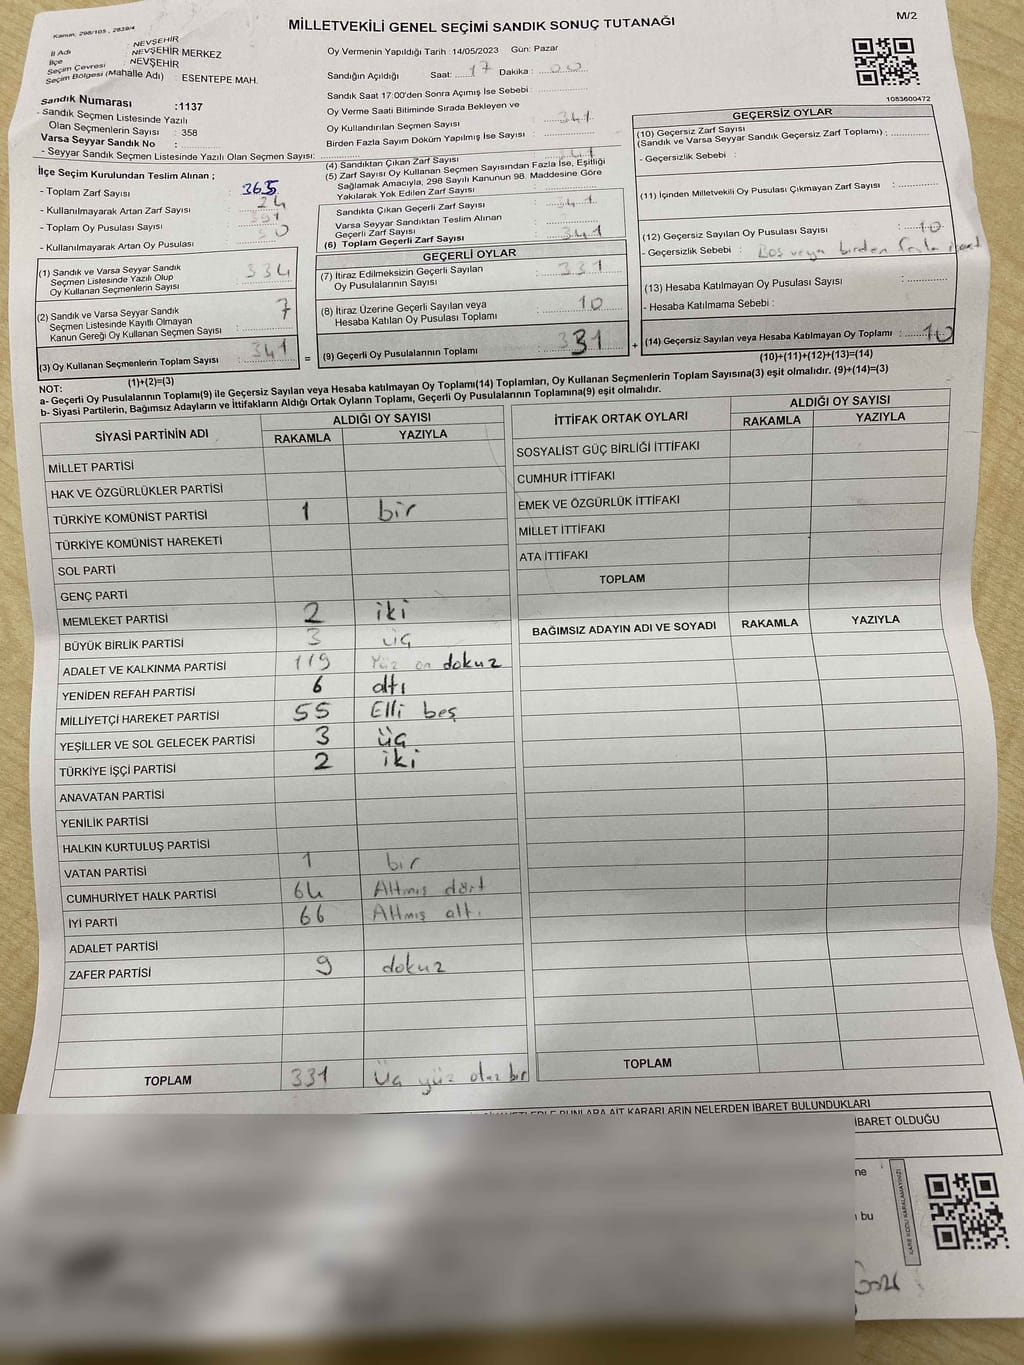 Kanun, 298/105 , 2839/4
MİLLETVEKİLİ GENEL SEÇİMİ SANDIK SONUÇ TUTANAĞI
M/2
İl Adı : NEVŞEHİR
İlçe : NEVŞEHİR MERKEZ
Seçim Çevresi : NEVŞEHİR
Seçim Bölgesi (Mahalle Adı) : ESENTEPE MAH.
Sandık Numarası :1137
- Sandık Seçmen Listesinde Yazılı
Olan Seçmenlerin Sayısı : 358
Varsa Seyyar Sandık No :
- Seyyar Sandık Seçmen Listesinde Yazılı Olan Seçmen Sayısı:
Oy Vermenin Yapıldığı Tarih : 14/05/2023 Gün: Pazar
Sandığın Açıldığı Saat: 17 Dakika : 00
Sandık Saat 17:00'den Sonra Açımış İse Sebebi :
Oy Verme Saati Bitiminde Sırada Bekleyen ve
Oy Kullandırılan Seçmen Sayısı : 341
Birden Fazla Sayım Döküm Yapılmış İse Sayısı :
1083600472
İlçe Seçim Kurulundan Teslim Alınan ;
- Toplam Zarf Sayısı : 365
- Kullanılmayarak Artan Zarf Sayısı : 24
- Toplam Oy Pusulası Sayısı :
- Kullanılmayarak Artan Oy Pusulası :
(1) Sandık ve Varsa Seyyar Sandık
Seçmen Listesinde Yazılı Olup
Oy Kullanan Seçmenlerin Sayısı : 334
(2) Sandık ve Varsa Seyyar Sandık
Seçmen Listesinde Kayıtlı Olmayan
Kanun Gereği Oy Kullanan Seçmen Sayısı : 7
(3) Oy Kullanan Seçmenlerin Toplam Sayısı : 341
(1)+(2)=(3)
(4) Sandıktan Çıkan Zarf Sayısı : 341
(5) Zarf Sayısı Oy Kullanan Seçmen Sayısından Fazla İse, Eşitliği
Sağlamak Amacıyla, 298 Sayılı Kanunun 98. Maddesine Göre
Yakılarak Yok Edilen Zarf Sayısı :
Sandıkta Çıkan Geçerli Zarf Sayısı : 341
Varsa Seyyar Sandıktan Teslim Alınan
Geçerli Zarf Sayısı :
(6) Toplam Geçerli Zarf Sayısı : 341
GEÇERLİ OYLAR
(7) İtiraz Edilmeksizin Geçerli Sayılan
Oy Pusulalarının Sayısı : 331
(8) İtiraz Üzerine Geçerli Sayılan veya
Hesaba Katılan Oy Pusulası Toplamı : 10
= (9) Geçerli Oy Pusulalarının Toplamı : 331
GEÇERSİZ OYLAR
(10) Geçersiz Zarf Sayısı
(Sandık ve Varsa Seyyar Sandık Geçersiz Zarf Toplamı) :
- Geçersizlik Sebebi :
(11) İçinden Milletvekili Oy Pusulası Çıkmayan Zarf Sayısı :
(12) Geçersiz Sayılan Oy Pusulası Sayısı : 10
- Geçersizlik Sebebi : Boş veya birden fazla
(13) Hesaba Katılmayan Oy Pusulası Sayısı :
- Hesaba Katılmama Sebebi :
+ (14) Geçersiz Sayılan veya Hesaba Katılmayan Oy Toplamı : 10
(10)+(11)+(12)+(13)=(14)
NOT:
a- Geçerli Oy Pusulalarının Toplamı(9) ile Geçersiz Sayılan veya Hesaba katılmayan Oy Toplamı(14) Toplamları, Oy Kullanan Seçmenlerin Toplam Sayısına(3) eşit olmalıdır. (9)+(14)=(3)
b- Siyasi Partilerin, Bağımsız Adayların ve İttifakların Aldığı Ortak Oyların Toplamı, Geçerli Oy Pusulalarının Toplamına(9) eşit olmalıdır.
SİYASİ PARTİNİN ADI ALDIĞI OY SAYISI
RAKAMLA YAZIYLA
MİLLET PARTİSİ
HAK VE ÖZGÜRLÜKLER PARTİSİ
TÜRKİYE KOMÜNİST PARTİSİ 1 bir
TÜRKİYE KOMÜNİST HAREKETİ
SOL PARTİ
GENÇ PARTİ
MEMLEKET PARTİSİ 2 iki
BÜYÜK BİRLİK PARTİSİ 3 üç
ADALET VE KALKINMA PARTİSİ 119 Yüz on dokuz
YENİDEN REFAH PARTİSİ 6 altı
MİLLİYETÇİ HAREKET PARTİSİ 55 Elli beş
YEŞİLLER VE SOL GELECEK PARTİSİ 3 üç
TÜRKİYE İŞÇİ PARTİSİ 2 iki
ANAVATAN PARTİSİ
YENİLİK PARTİSİ
HALKIN KURTULUŞ PARTİSİ
VATAN PARTİSİ 1 bir
CUMHURİYET HALK PARTİSİ 64 Altmış dört
İYİ PARTİ 66 Altmış altı
ADALET PARTİSİ
ZAFER PARTİSİ 9 dokuz
TOPLAM 331 Üç yüz otuz bir
İTTİFAK ORTAK OYLARI ALDIĞI OY SAYISI
RAKAMLA YAZIYLA
SOSYALİST GÜÇ BİRLİĞİ İTTİFAKI
CUMHUR İTTİFAKI
EMEK VE ÖZGÜRLÜK İTTİFAKI
MİLLET İTTİFAKI
ATA İTTİFAKI
TOPLAM
BAĞIMSIZ ADAYIN ADI VE SOYADI RAKAMLA YAZIYLA
TOPLAM
BUNLARA AİT KARARLARIN NELERDEN İBARET BULUNDUKLARI
İBARET OLDUĞU
ne
bu
KARE KODU KARALAMAYINIZ!